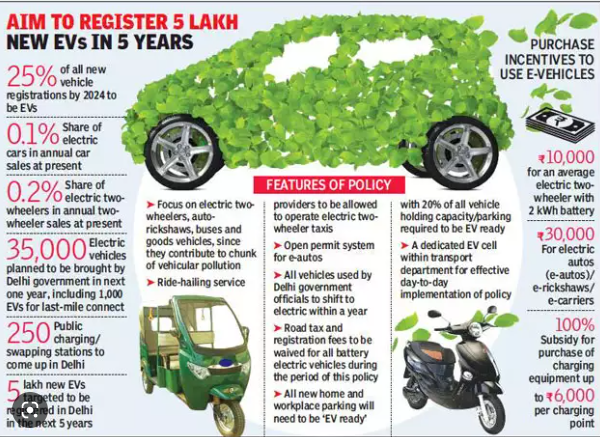 AIM TO REGISTER 5 LAKH
NEW EVs IN 5 YEARS
25% of all new
vehicle
registrations by 2024 to
be EVs
0.1% Share of
electric
cars in annual car
sales at present
0.2% Share of
electric two-
wheelers in annual two-
wheeler sales at present
35,000 Electric
vehicles
planned to be brought by
Delhi government in next
one year, including 1,000
EVs for last-mile connect
250 Public
charging/
swapping stations to
come up in Delhi
5 lakh new EVs
targeted to be
registered in Delhi
in the next 5 years
FEATURES OF POLICY
➤ Focus on electric two-
wheelers, auto-
rickshaws, buses and
goods vehicles, since
they contribute to chunk
of vehicular pollution
➤ Ride-hailing service
providers to be allowed
to operate electric two-
wheeler taxis
➤ Open permit system
for e-autos
➤ All vehicles used by
Delhi government
officials to shift to
electric within a year
➤ Road tax and
registration fees to be
waived for all battery
electric vehicles during
the period of this policy
➤ All new home and
workplace parking will
need to be 'EV ready'
with 20% of all vehicle
holding capacity/parking
required to be EV ready
➤ A dedicated EV cell
within transport
department for effective
day-to-day
implementation of policy
PURCHASE
INCENTIVES TO
USE E-VEHICLES
₹10,000
for an average
electric two-
wheeler with
2 kWh battery
₹30,000
For electric
autos
(e-autos)/
e-rickshaws/
e-carriers
100%
Subsidy for
purchase of
charging
equipment up
to ₹6,000
per charging
point